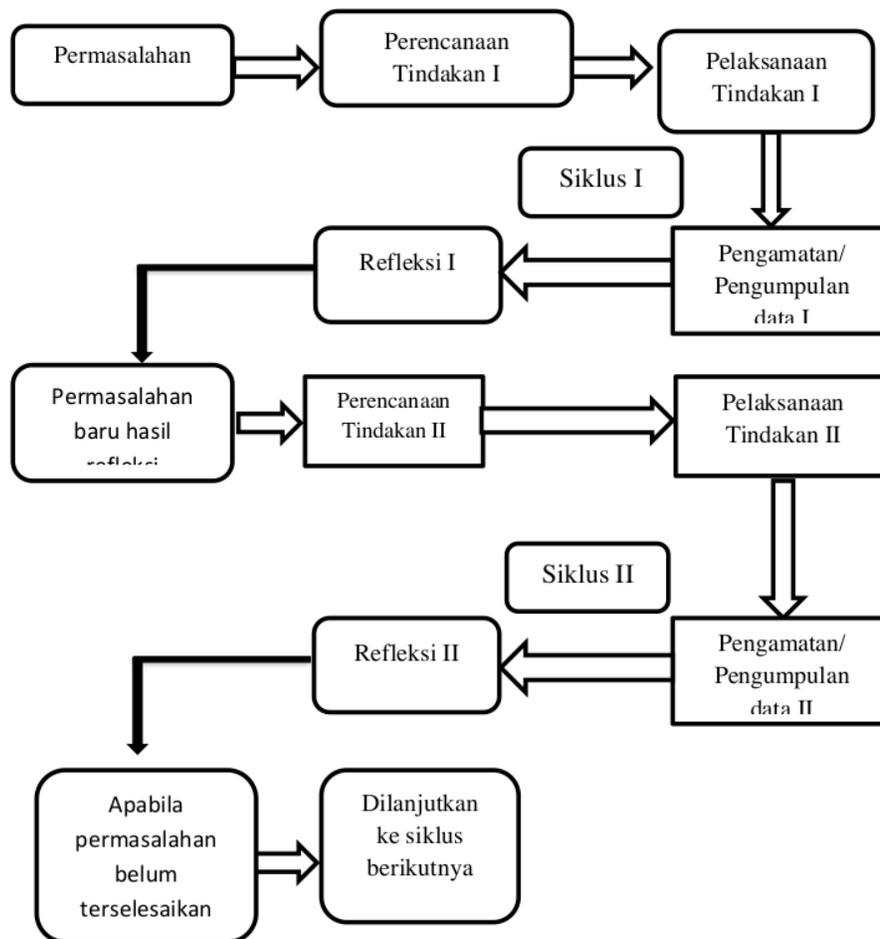 Permasalahan
Perencanaan
Tindakan I
Pelaksanaan
Tindakan I
Siklus I
Refleksi I
Pengamatan/
Pengumpulan
data I
Permasalahan
baru hasil
refleksi
Perencanaan
Tindakan II
Pelaksanaan
Tindakan II
Siklus II
Refleksi II
Pengamatan/
Pengumpulan
data II
Apabila
permasalahan
belum
terselesaikan
Dilanjutkan
ke siklus
berikutnya